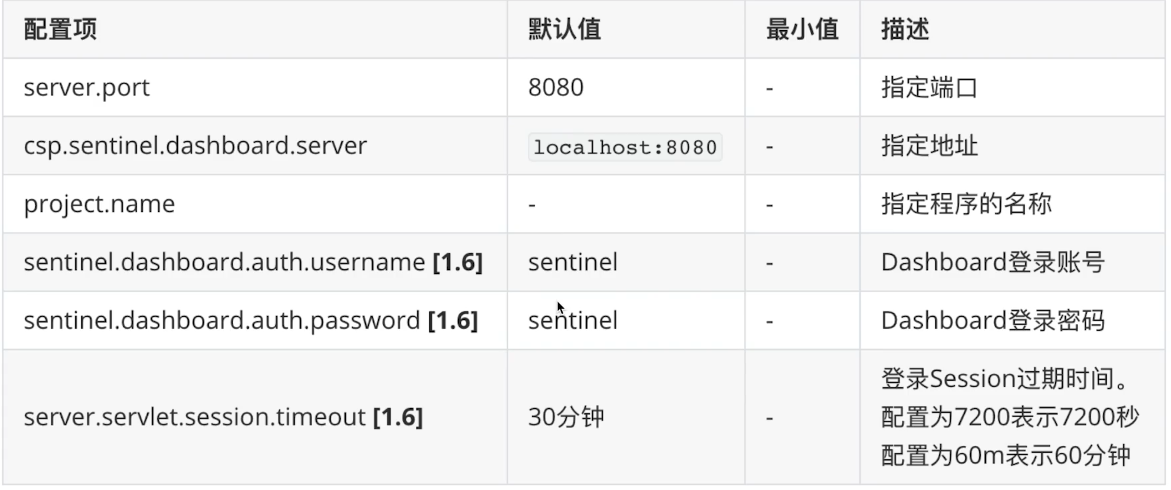 配置项 默认值 最小值 描述
server.port 8080 - 指定端口
csp.sentinel.dashboard.server localhost:8080 - 指定地址
project.name - - 指定程序的名称
sentinel.dashboard.auth.username [1.6] sentinel - Dashboard登录账号
sentinel.dashboard.auth.password [1.6] sentinel - Dashboard登录密码
server.servlet.session.timeout [1.6] 30分钟 - 登录Session过期时间。
配置为7200表示7200秒
配置为60m表示60分钟